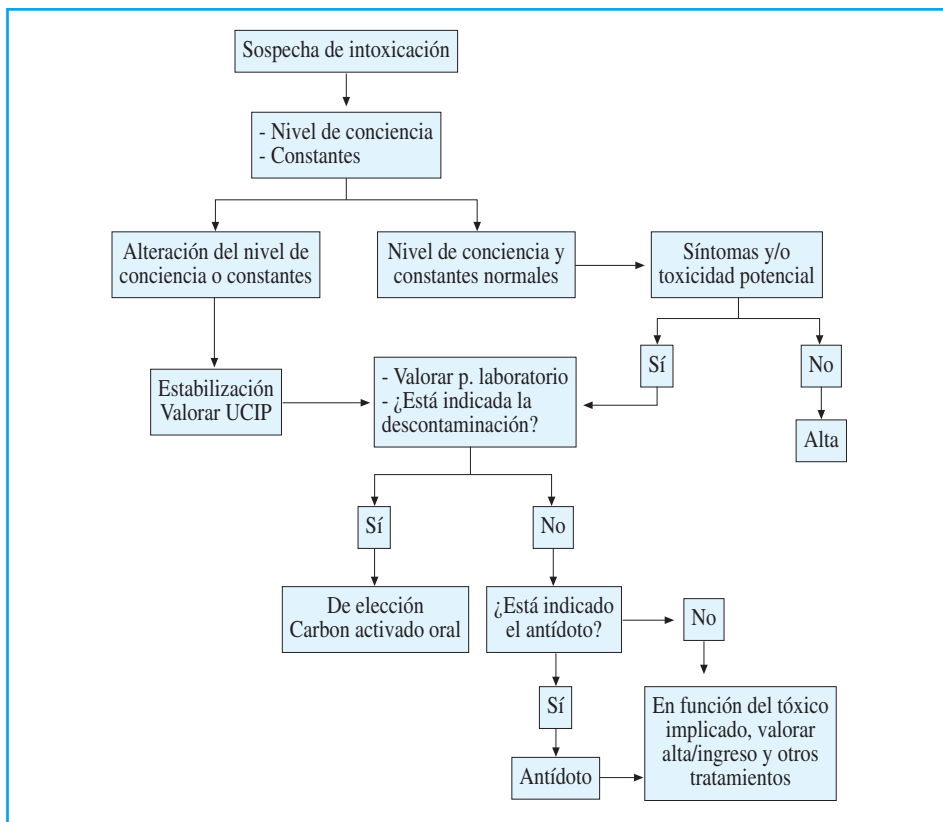 Sospecha de intoxicación
- Nivel de conciencia
- Constantes
Alteración del nivel de
conciencia o constantes
Nivel de conciencia y
constantes normales
Síntomas y/o
toxicidad potencial
Sí
No
Estabilización
Valorar UCIP
- Valorar p. laboratorio
- ¿Está indicada la
descontaminación?
Alta
Sí
No
De elección
Carbon activado oral
¿Está indicado
el antídoto?
No
Sí
En función del tóxico
implicado, valorar
alta/ingreso y otros
tratamientos
Antídoto